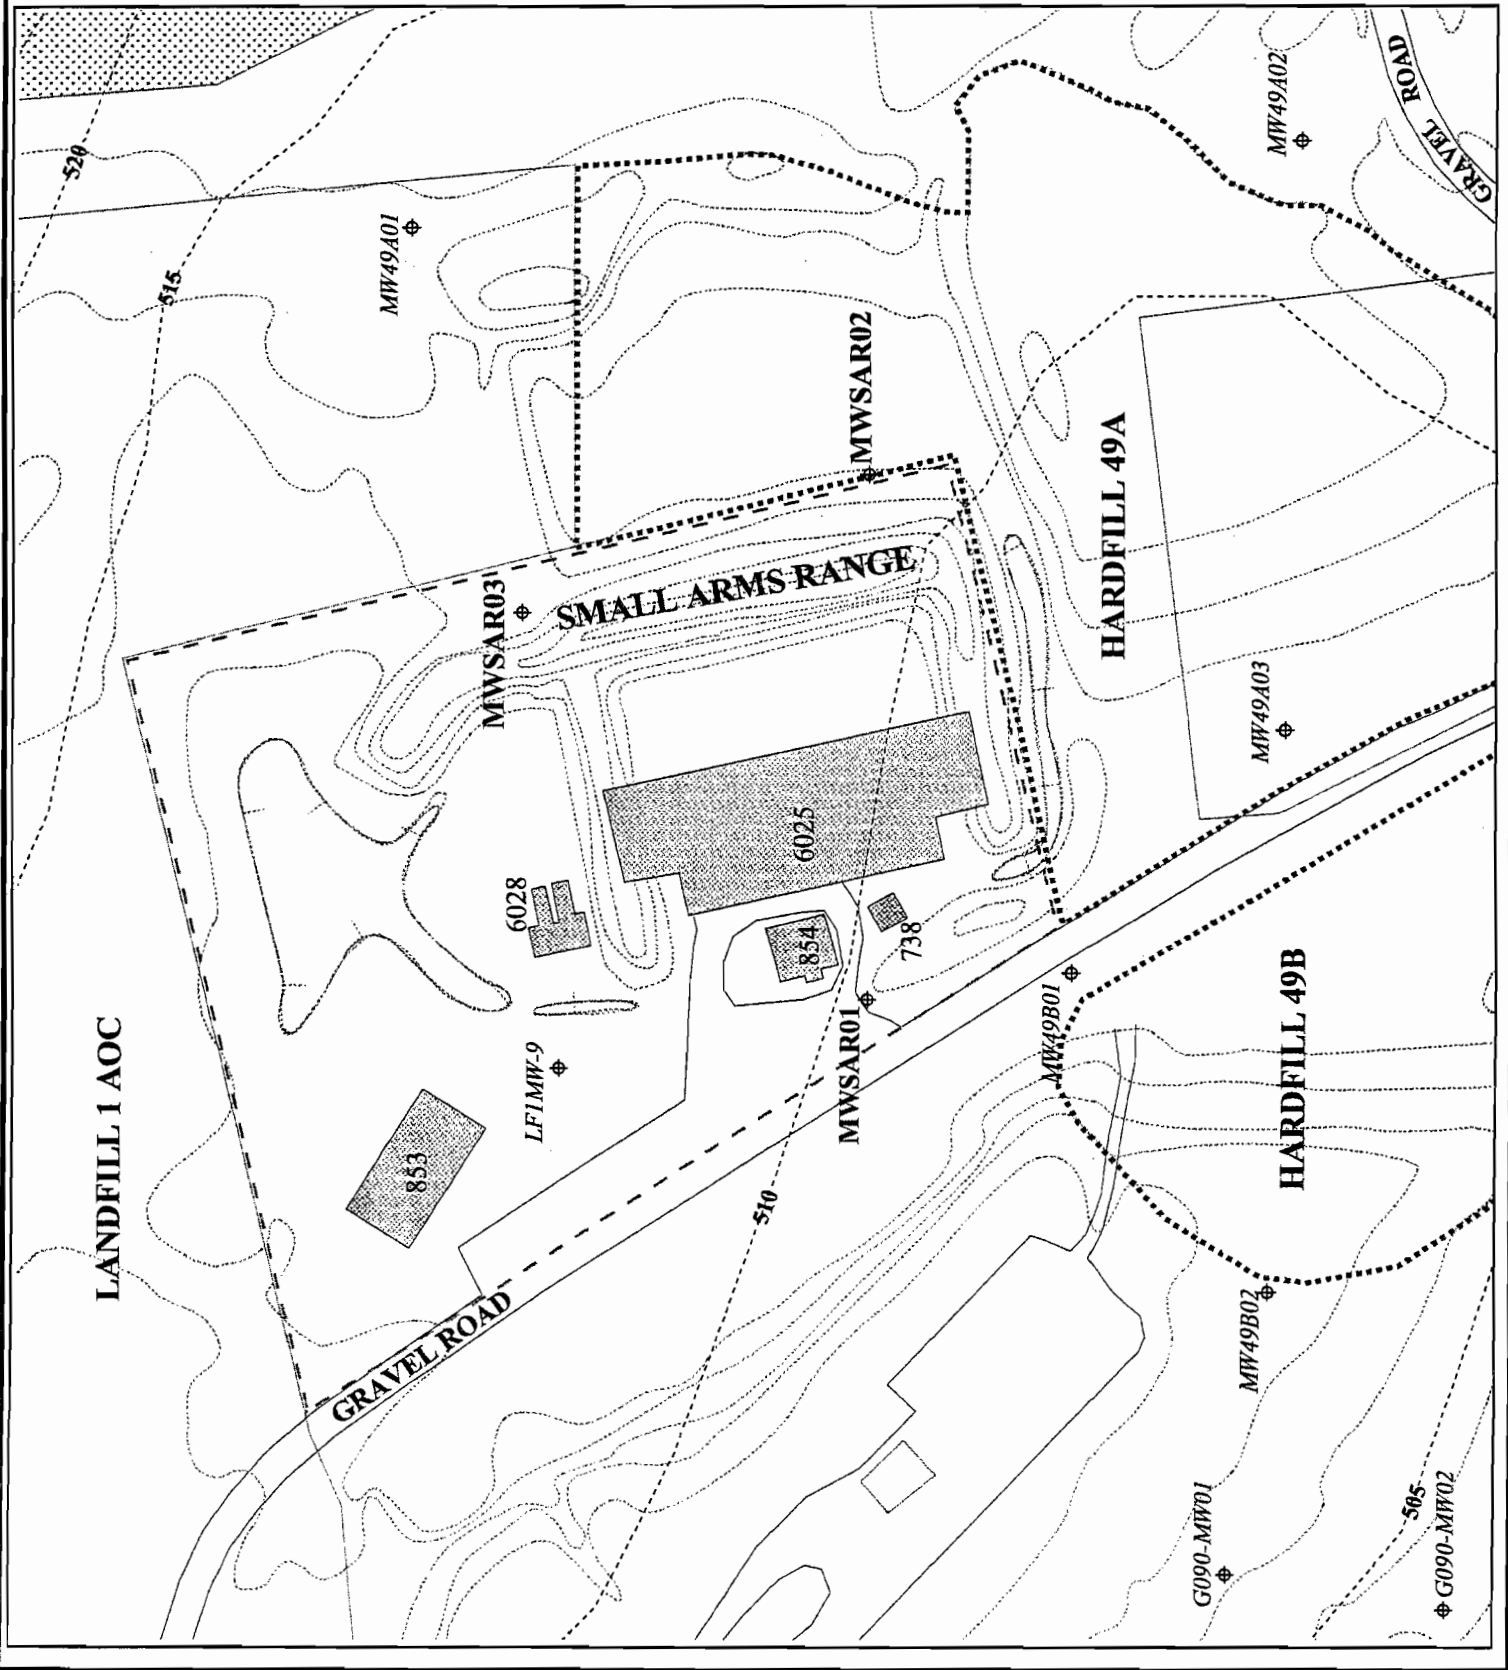 520
515
MW49A01
MW49A02
GRAVEL ROAD
MWSAR02
HARDFILL 49A
SMALL ARMS RANGE
MWSAR03
MW49A03
6025
6028
854
738
LANDFILL 1 AOC
853
LF1MW-9
MWSAR01
MW49B01
HARDFILL 49B
510
GRAVEL ROAD
MW49B02
G090-MW01
505
G090-MW02